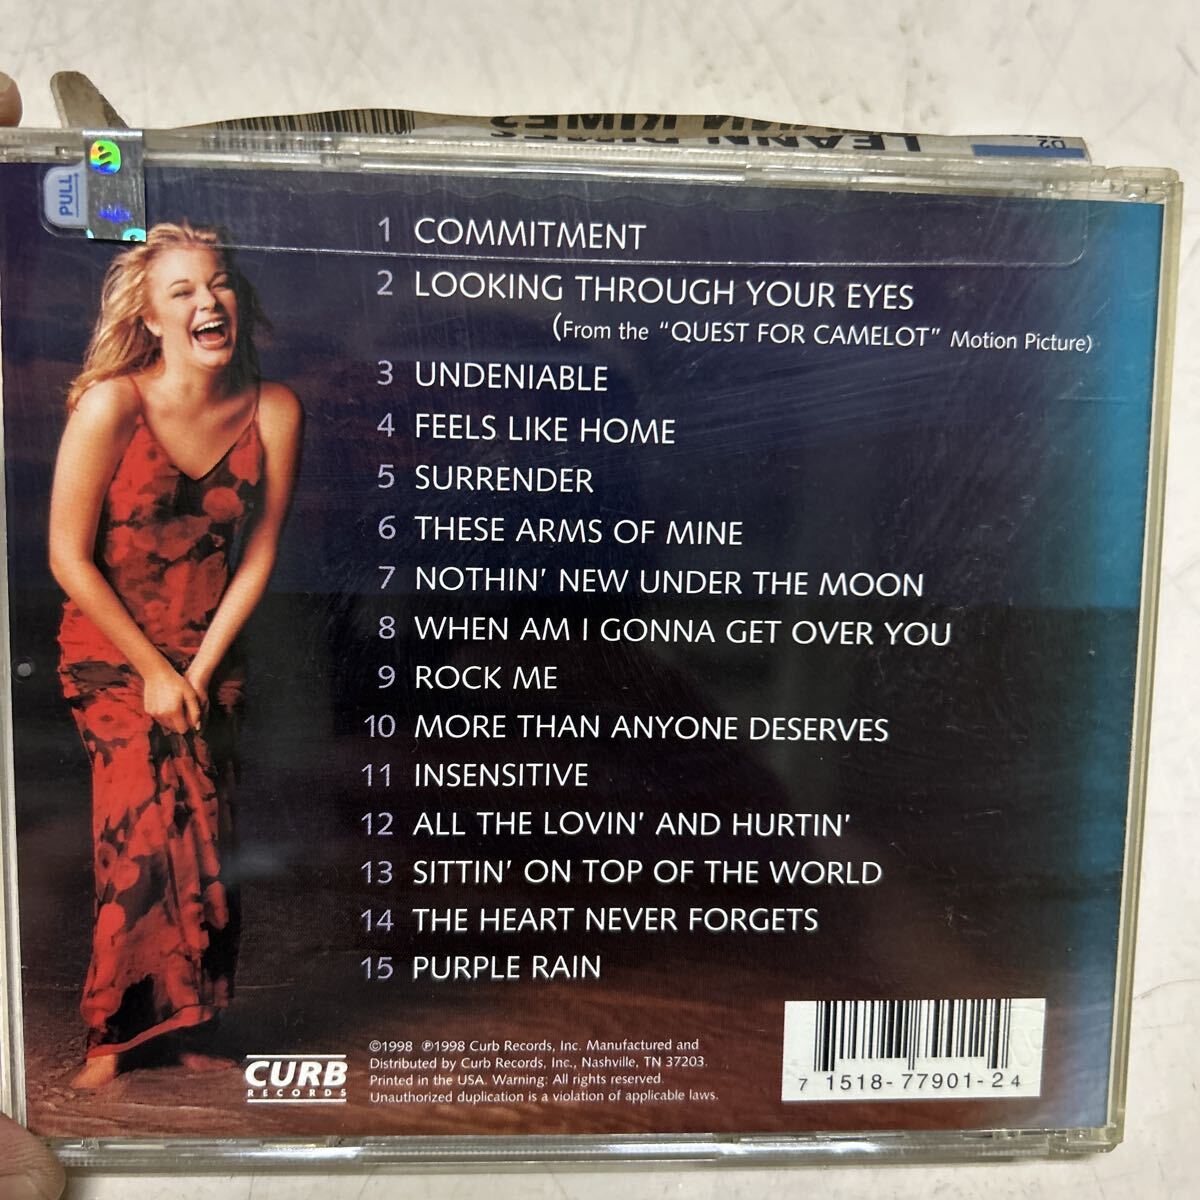 LEANN RIMES
D2
PULL
1 COMMITMENT
2 LOOKING THROUGH YOUR EYES
(From the "QUEST FOR CAMELOT" Motion Picture)
3 UNDENIABLE
4 FEELS LIKE HOME
5 SURRENDER
6 THESE ARMS OF MINE
7 NOTHIN' NEW UNDER THE MOON
8 WHEN AM I GONNA GET OVER YOU
9 ROCK ME
10 MORE THAN ANYONE DESERVES
11 INSENSITIVE
12 ALL THE LOVIN' AND HURTIN'
13 SITTIN' ON TOP OF THE WORLD
14 THE HEART NEVER FORGETS
15 PURPLE RAIN
CURB
RECORDS
©1998 ℗1998 Curb Records, Inc. Manufactured and
Distributed by Curb Records, Inc., Nashville, TN 37203.
Printed in the USA. Warning: All rights reserved.
Unauthorized duplication is a violation of applicable laws.
7 15187-7901-2 4